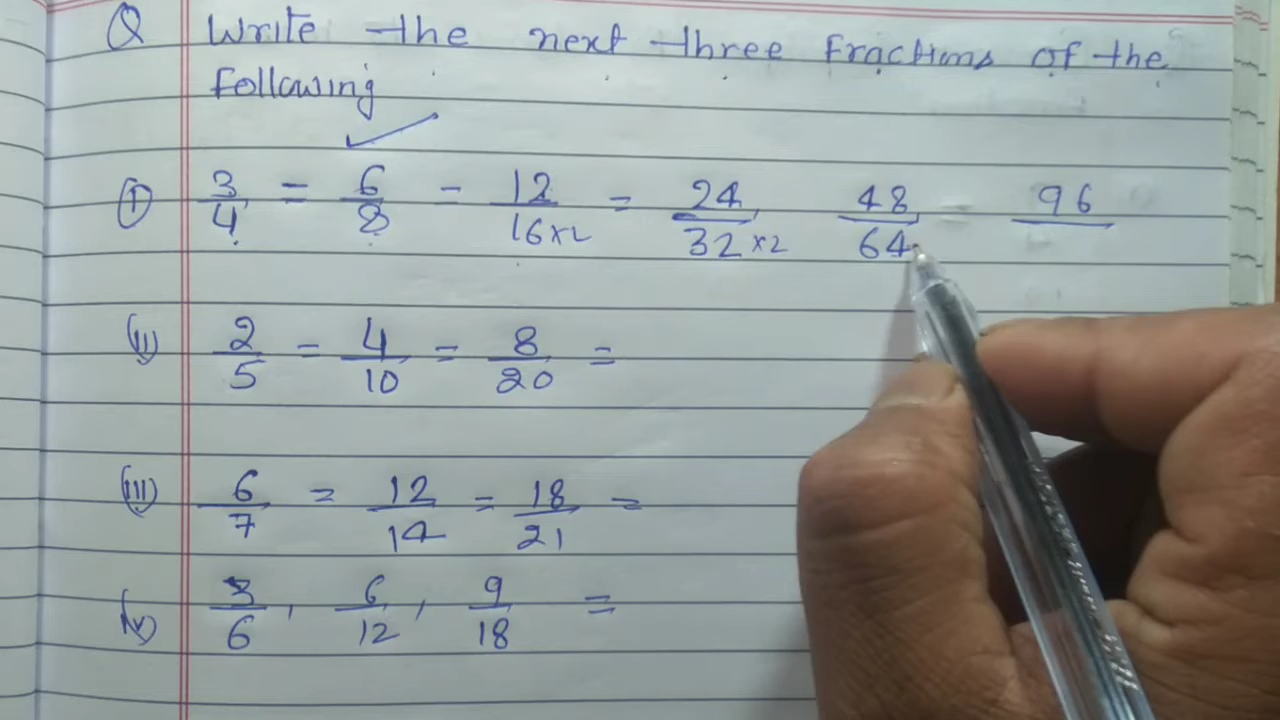 Q Write the next three fractions of the
following
(i) 3/4 = 6/8 = 12/16×2 = 24/32×2 48/64 = 96/
(ii) 2/5 = 4/10 = 8/20 =
(iii) 6/7 = 12/14 = 18/21 =
(iv) 3/6, 6/12, 9/18 =